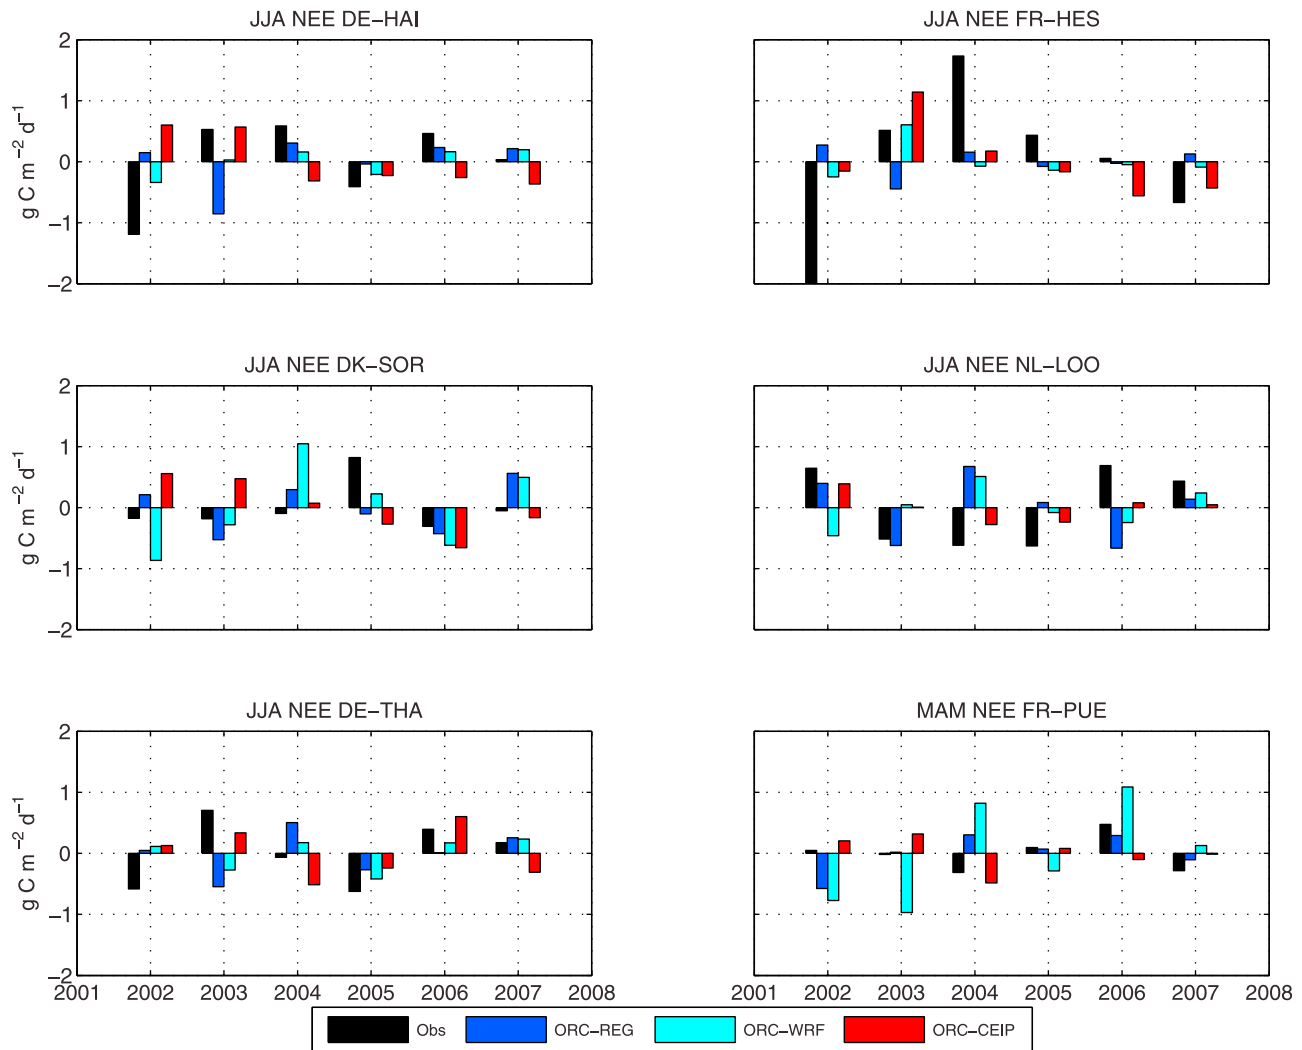 JJA NEE DE−HAI
JJA NEE FR−HES
2
1
0
−1
−2
g C m−2 d−1
JJA NEE DK−SOR
JJA NEE NL−LOO
2
1
0
−1
−2
g C m−2 d−1
JJA NEE DE−THA
MAM NEE FR−PUE
2
1
0
−1
−2
g C m−2 d−1
2001 2002 2003 2004 2005 2006 2007 2008
2001 2002 2003 2004 2005 2006 2007 2008
Obs ORC−REG ORC−WRF ORC−CEIP